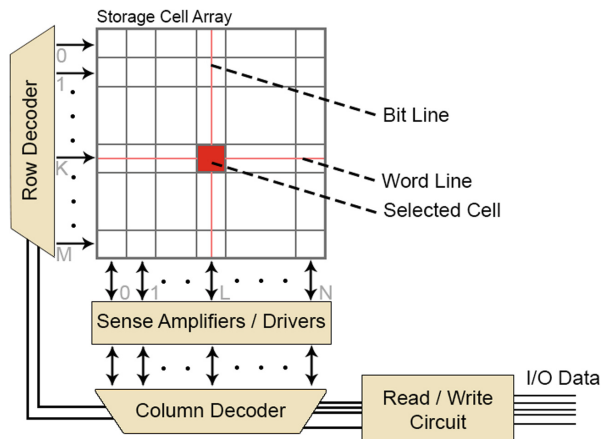 Storage Cell Array
Row Decoder
0
1
K
M
Bit Line
Word Line
Selected Cell
0 1 L N
Sense Amplifiers / Drivers
Column Decoder
Read / Write
Circuit
I/O Data